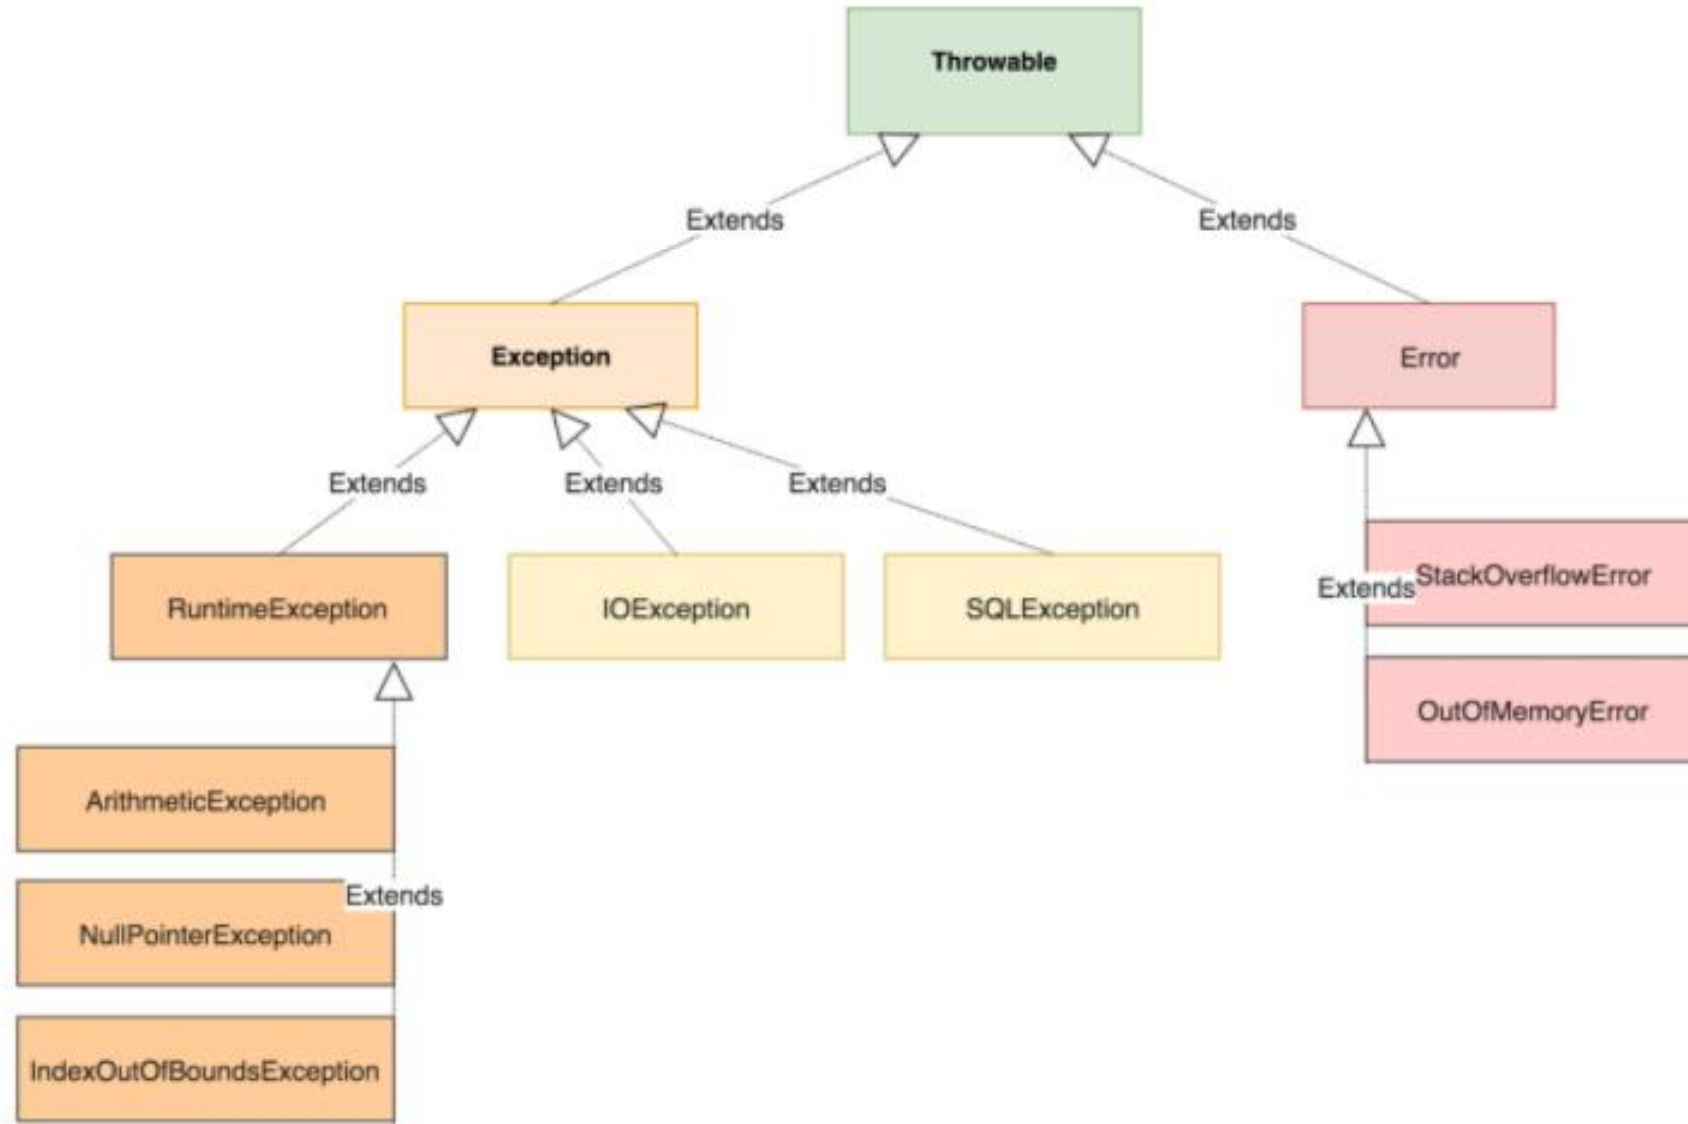 Throwable
Extends
Extends
Exception
Error
Extends
Extends
Extends
RuntimeException
IOException
SQLException
Extends
StackOverflowError
OutOfMemoryError
ArithmeticException
Extends
NullPointerException
IndexOutOfBoundsException